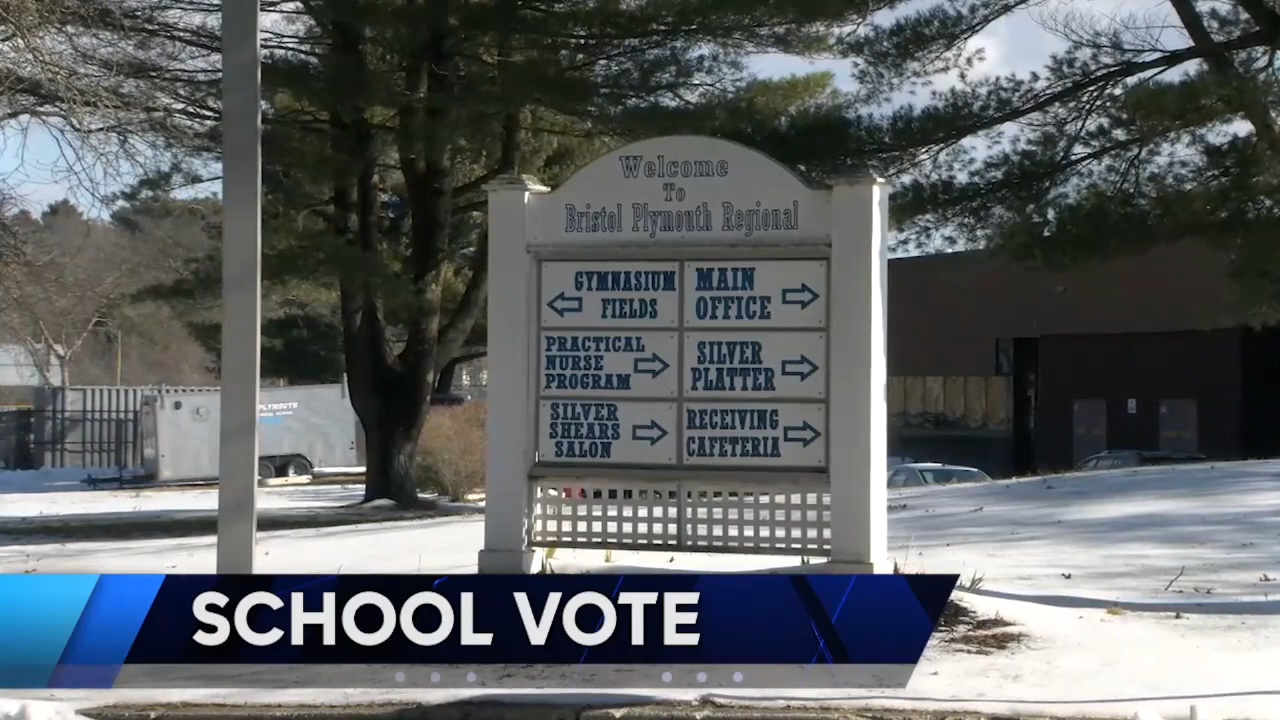 Welcome
To
Bristol Plymouth Regional
GYMNASIUM
FIELDS
MAIN
OFFICE
PRACTICAL
NURSE
PROGRAM
SILVER
PLATTER
SILVER
SHEARS
SALON
RECEIVING
CAFETERIA
PLYMOUTH
SCHOOL VOTE